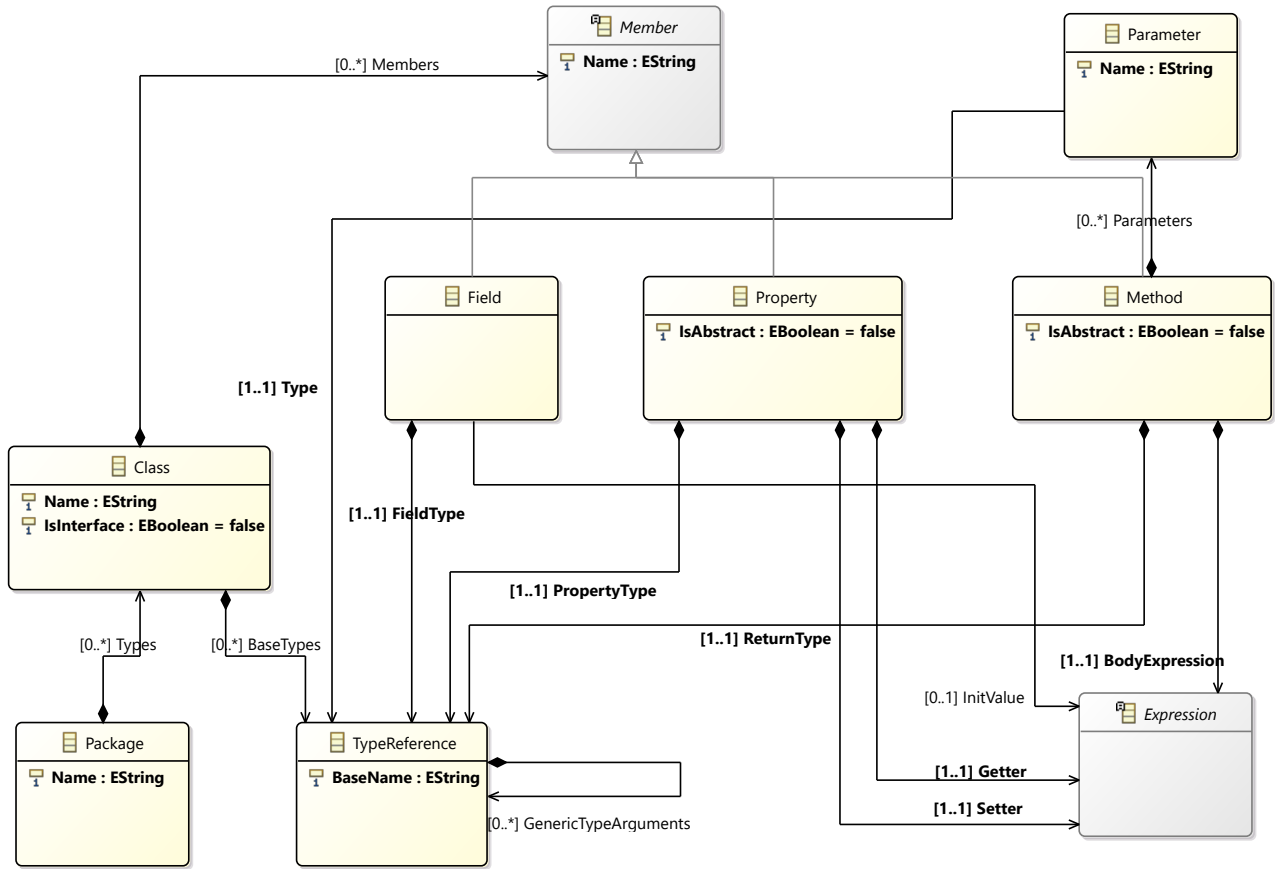 Member
Name : EString
Parameter
Name : EString
[0..*] Members
[0..*] Parameters
Field
Property
IsAbstract : EBoolean = false
Method
IsAbstract : EBoolean = false
[1..1] Type
Class
Name : EString
IsInterface : EBoolean = false
[1..1] FieldType
[1..1] PropertyType
[0..*] Types
[0..*] BaseTypes
[1..1] ReturnType
[1..1] BodyExpression
[0..1] InitValue
Expression
Package
Name : EString
TypeReference
BaseName : EString
[1..1] Getter
[1..1] Setter
[0..*] GenericTypeArguments